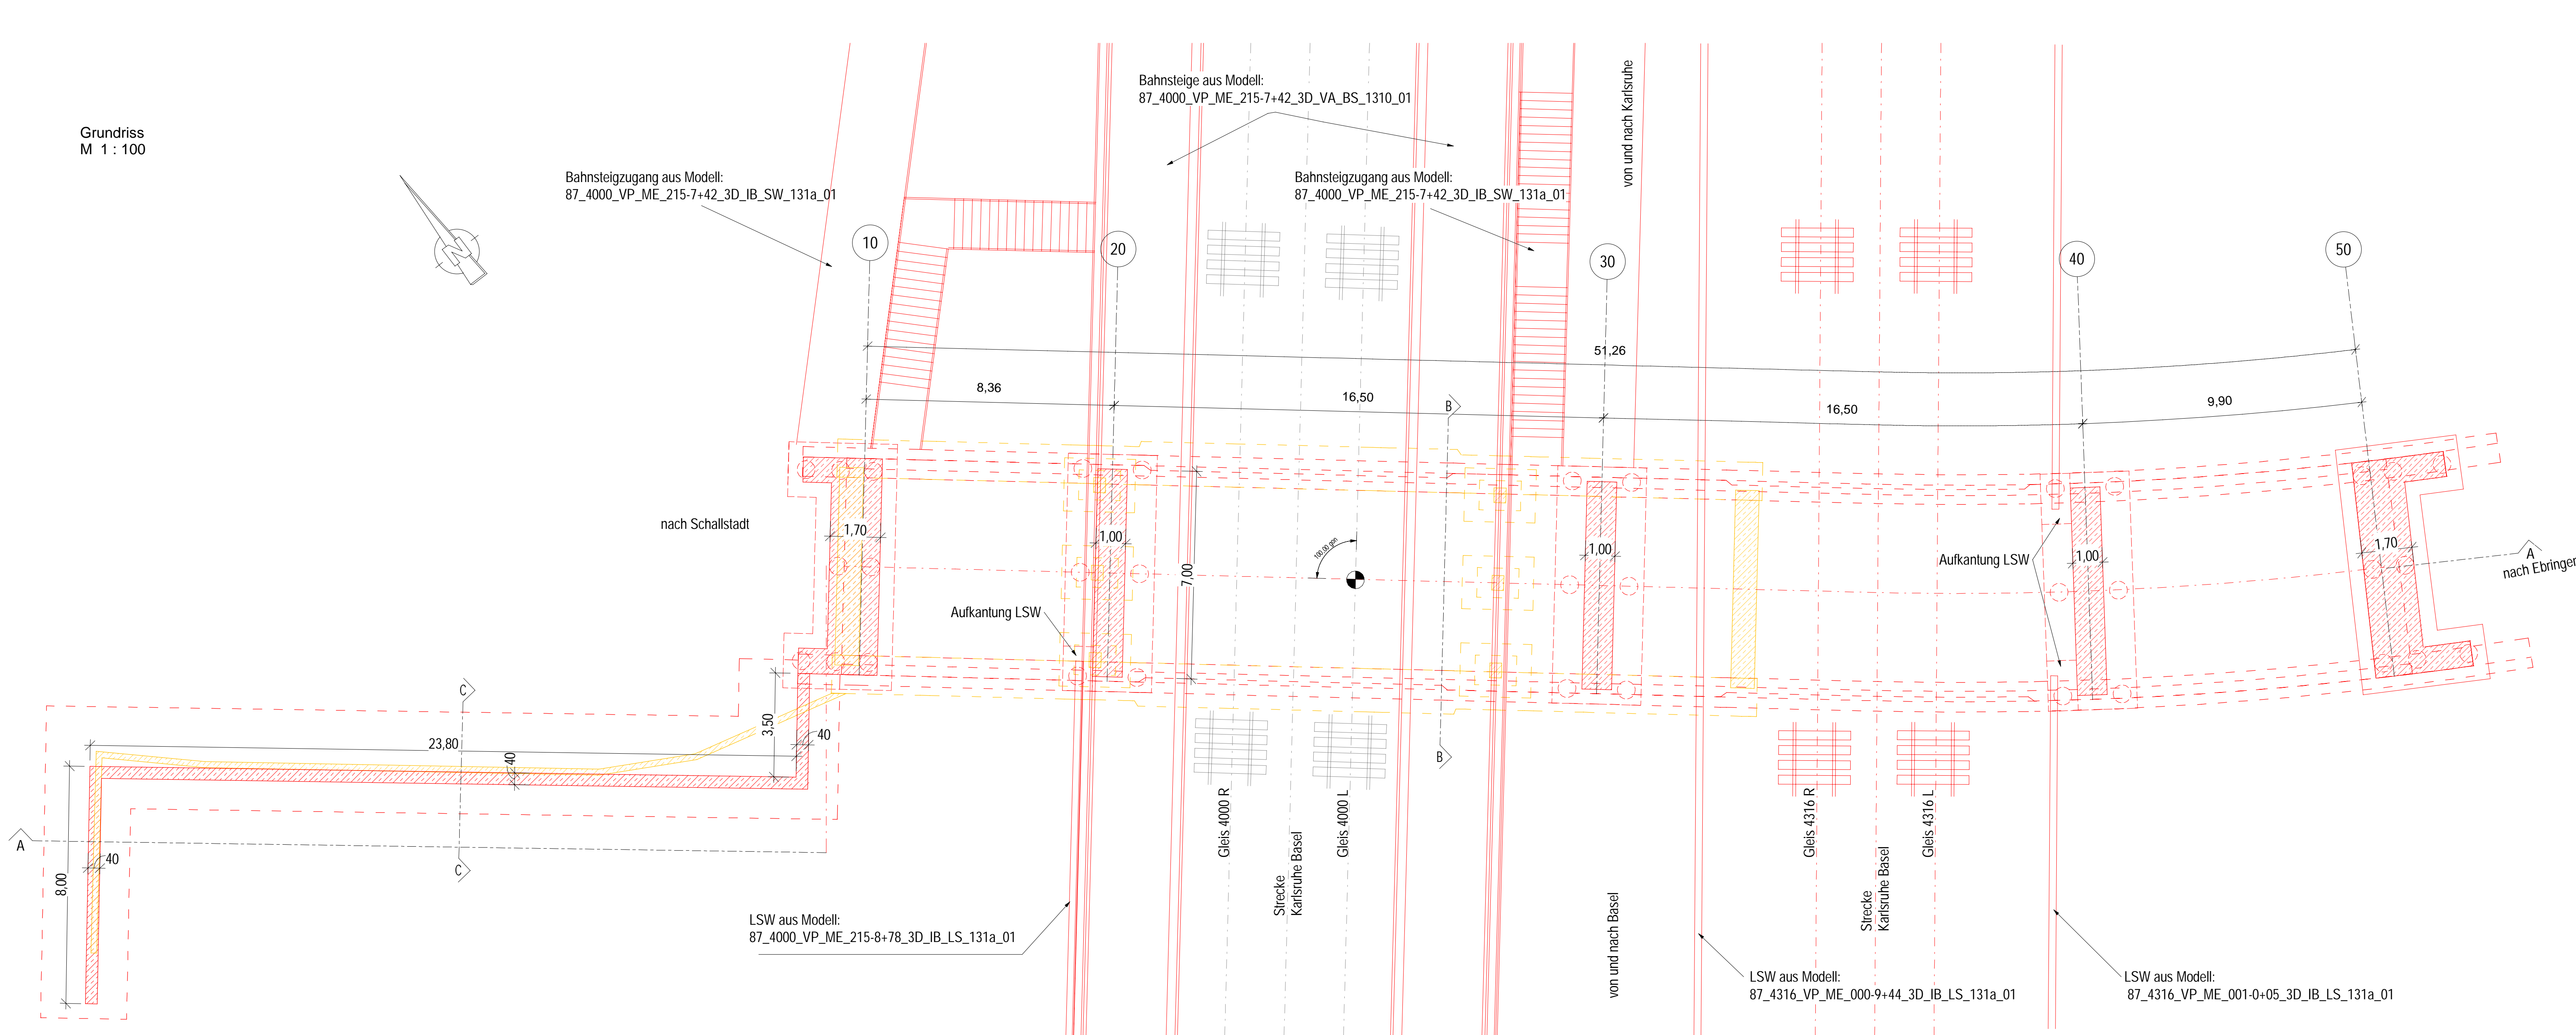 Grundriss
M 1 : 100
N
Bahnsteigzugang aus Modell:
87_4000_VP_ME_215-7+42_3D_IB_SW_131a_01
Bahnsteige aus Modell:
87_4000_VP_ME_215-7+42_3D_VA_BS_1310_01
Bahnsteigzugang aus Modell:
87_4000_VP_ME_215-7+42_3D_IB_SW_131a_01
von und nach Karlsruhe
10
20
30
40
50
51,26
8,36
16,50
16,50
9,90
B
nach Schallstadt
1,70
1,00
7,00
100,00 gon
1,00
Aufkantung LSW
1,00
1,70
A
nach Ebringen
Aufkantung LSW
C
3,50
40
23,80
40
B
A
40
8,00
C
Gleis 4000 R
Strecke
Karlsruhe Basel
Gleis 4000 L
von und nach Basel
Gleis 4316 R
Strecke
Karlsruhe Basel
Gleis 4316 L
LSW aus Modell:
87_4000_VP_ME_215-8+78_3D_IB_LS_131a_01
LSW aus Modell:
87_4316_VP_ME_000-9+44_3D_IB_LS_131a_01
LSW aus Modell:
87_4316_VP_ME_001-0+05_3D_IB_LS_131a_01